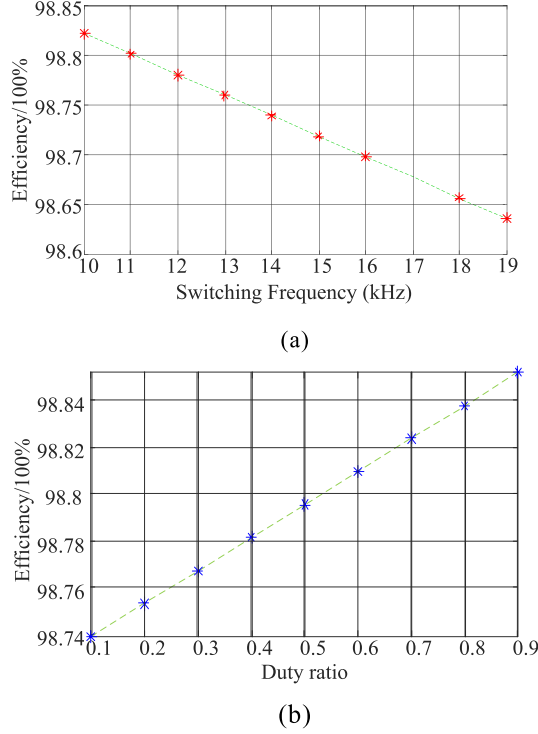 98.85
98.8
98.75
98.7
98.65
98.6
Efficiency/100%
10 11 12 13 14 15 16 17 18 19
Switching Frequency (kHz)
(a)
98.84
98.82
98.8
98.78
98.76
98.74
Efficiency/100%
0.1 0.2 0.3 0.4 0.5 0.6 0.7 0.8 0.9
Duty ratio
(b)